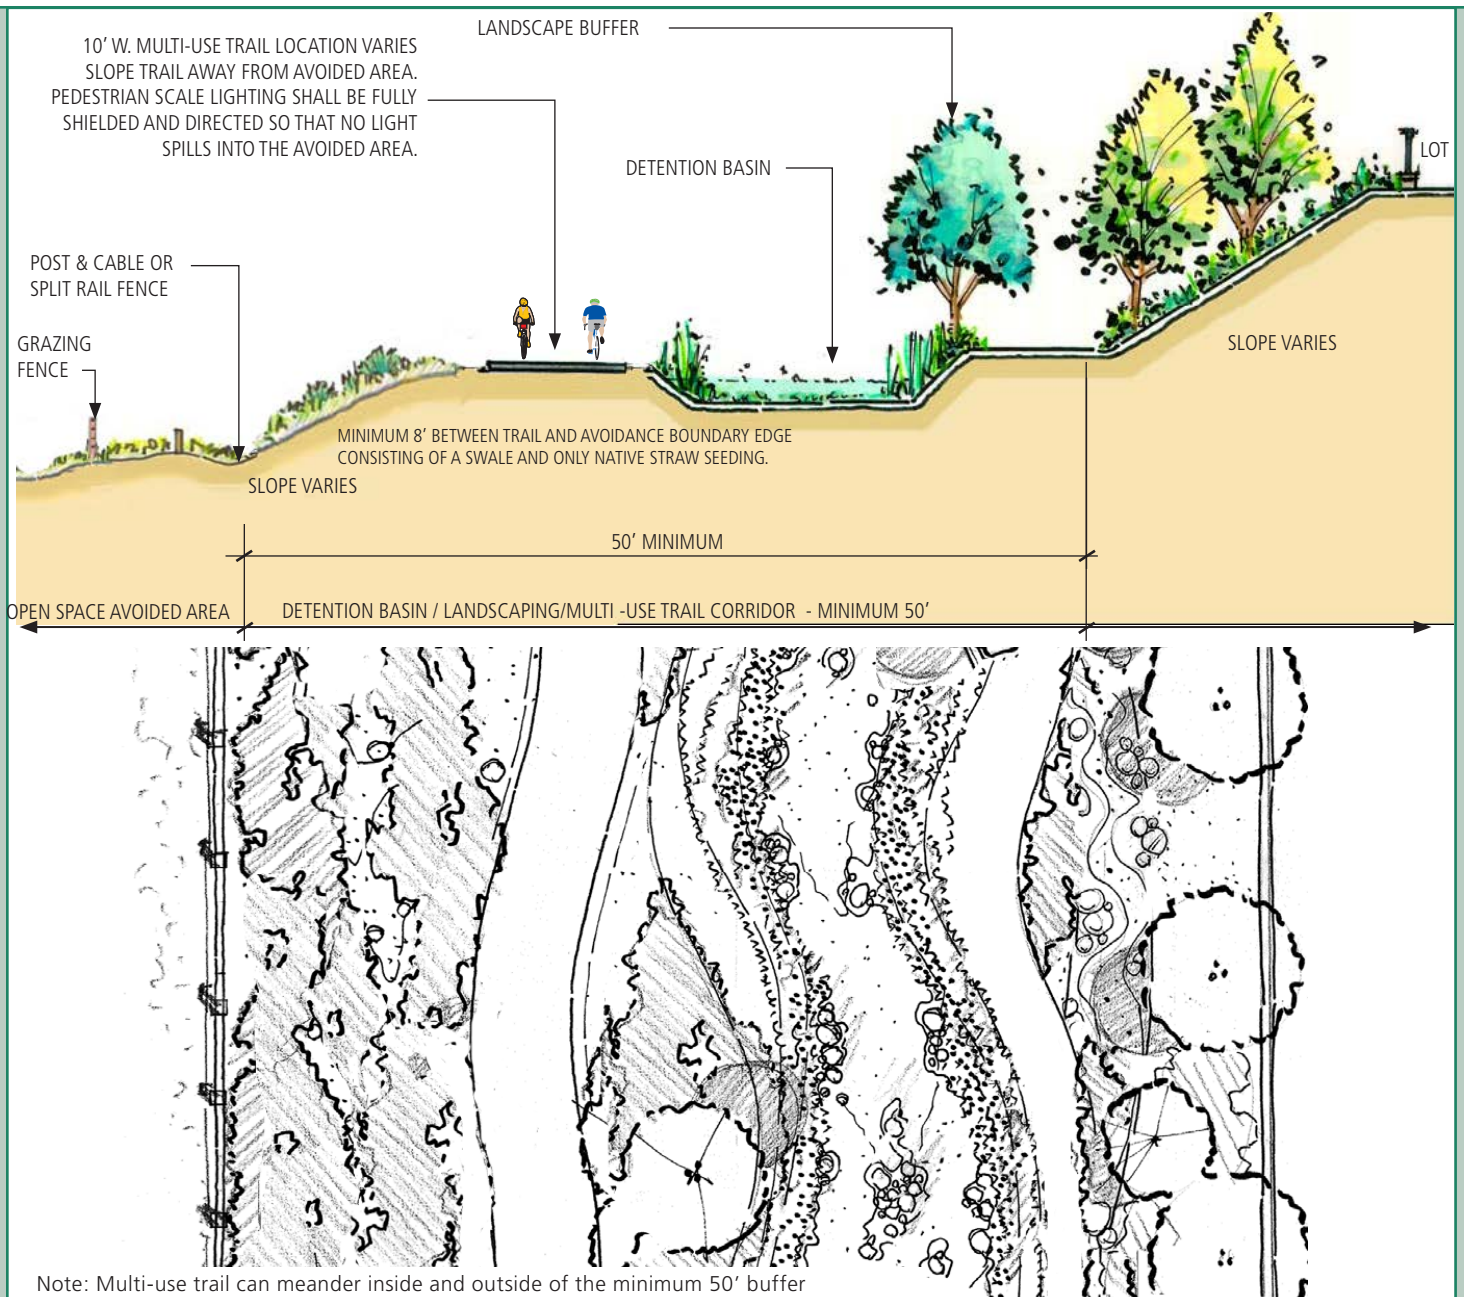 LANDSCAPE BUFFER
10’ W. MULTI-USE TRAIL LOCATION VARIES
SLOPE TRAIL AWAY FROM AVOIDED AREA.
PEDESTRIAN SCALE LIGHTING SHALL BE FULLY
SHIELDED AND DIRECTED SO THAT NO LIGHT
SPILLS INTO THE AVOIDED AREA.
DETENTION BASIN
LOT
POST & CABLE OR
SPLIT RAIL FENCE
GRAZING
FENCE
SLOPE VARIES
MINIMUM 8’ BETWEEN TRAIL AND AVOIDANCE BOUNDARY EDGE
CONSISTING OF A SWALE AND ONLY NATIVE STRAW SEEDING.
SLOPE VARIES
50’ MINIMUM
OPEN SPACE AVOIDED AREA
DETENTION BASIN / LANDSCAPING/MULTI -USE TRAIL CORRIDOR - MINIMUM 50’
Note: Multi-use trail can meander inside and outside of the minimum 50’ buffer